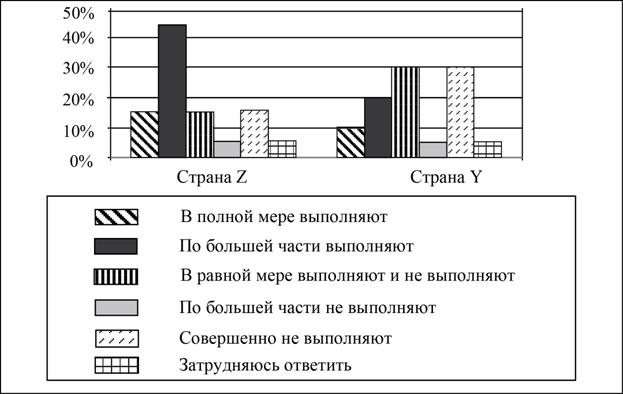 50%
40%
30%
20%
10%
0%
Страна Z Страна Y
В полной мере выполняют
По большей части выполняют
В равной мере выполняют и не выполняют
По большей части не выполняют
Совершенно не выполняют
Затрудняюсь ответить